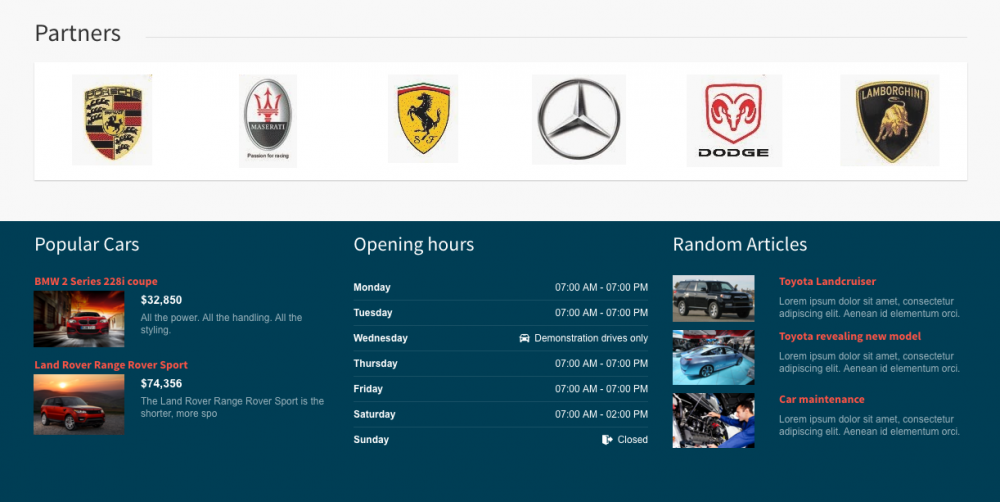 Partners
PORSCHE
MASERATI
Passion for racing
S F
DODGE
LAMBORGHINI
Popular Cars
BMW 2 Series 228i coupe
$32,850
All the power. All the handling. All the
styling.
Land Rover Range Rover Sport
$74,356
The Land Rover Range Rover Sport is the
shorter, more spo
Opening hours
Monday 07:00 AM - 07:00 PM
Tuesday 07:00 AM - 07:00 PM
Wednesday Demonstration drives only
Thursday 07:00 AM - 07:00 PM
Friday 07:00 AM - 07:00 PM
Saturday 07:00 AM - 02:00 PM
Sunday Closed
Random Articles
Toyota Landcruiser
Lorem ipsum dolor sit amet, consectetur
adipiscing elit. Aenean id elementum orci.
Toyota revealing new model
Lorem ipsum dolor sit amet, consectetur
adipiscing elit. Aenean id elementum orci.
Car maintenance
Lorem ipsum dolor sit amet, consectetur
adipiscing elit. Aenean id elementum orci.